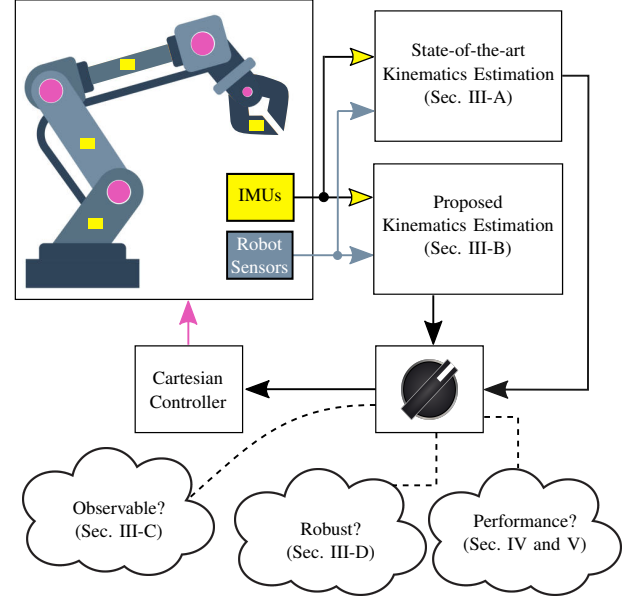 State-of-the-art
Kinematics Estimation
(Sec. III-A)
IMUs
Robot
Sensors
Proposed
Kinematics Estimation
(Sec. III-B)
Cartesian
Controller
Observable?
(Sec. III-C)
Robust?
(Sec. III-D)
Performance?
(Sec. IV and V)